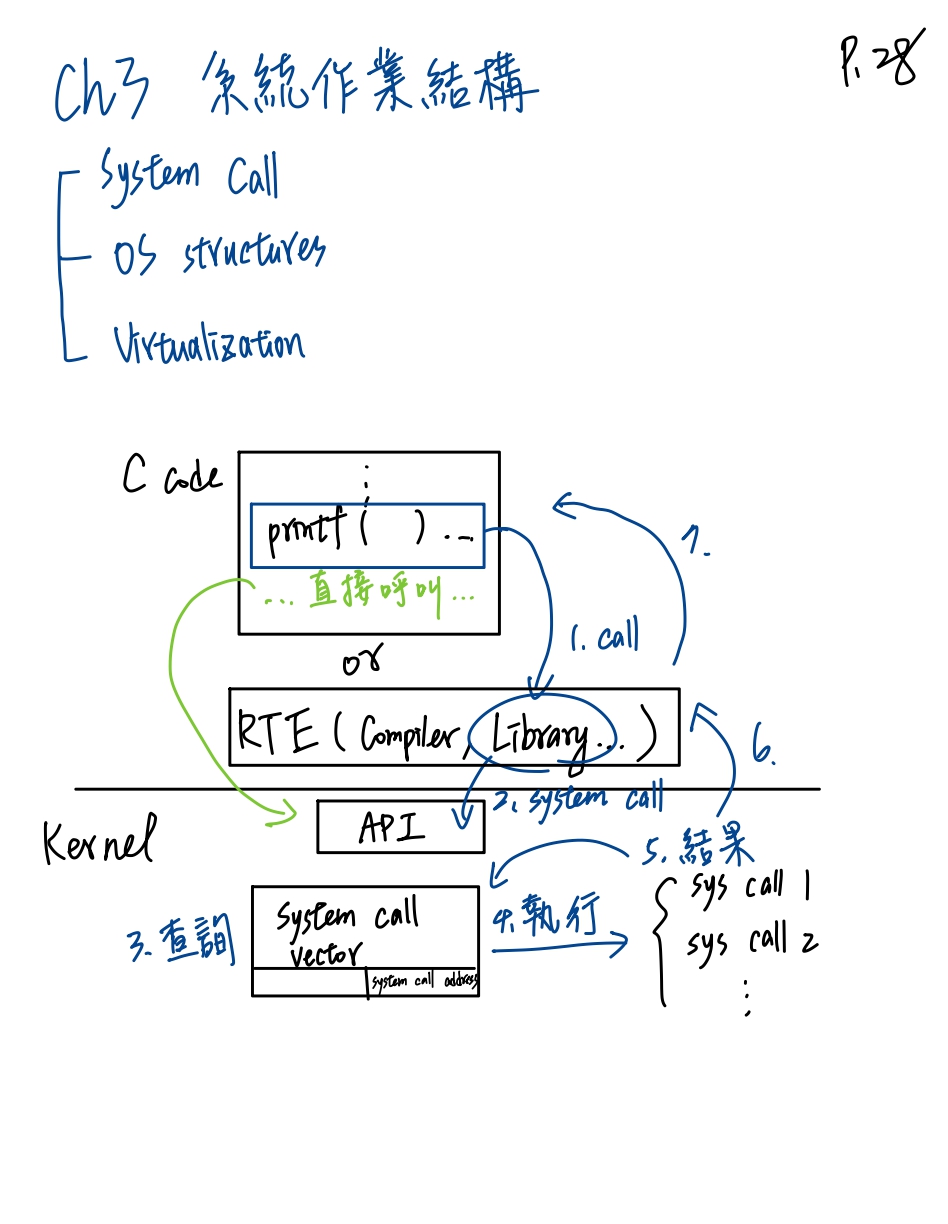 P.28
Ch3 系統作業結構
System Call
OS structures
Virtualization
C code
⋮
printf( )...
...直接呼叫...
7.
1. call
or
RTE (Compiler, Library...)
6.
2. system call
Kernel
API
5. 結果
sys call 1
sys call 2
⋮
3. 查詢
System call
vector
system call address
4. 執行